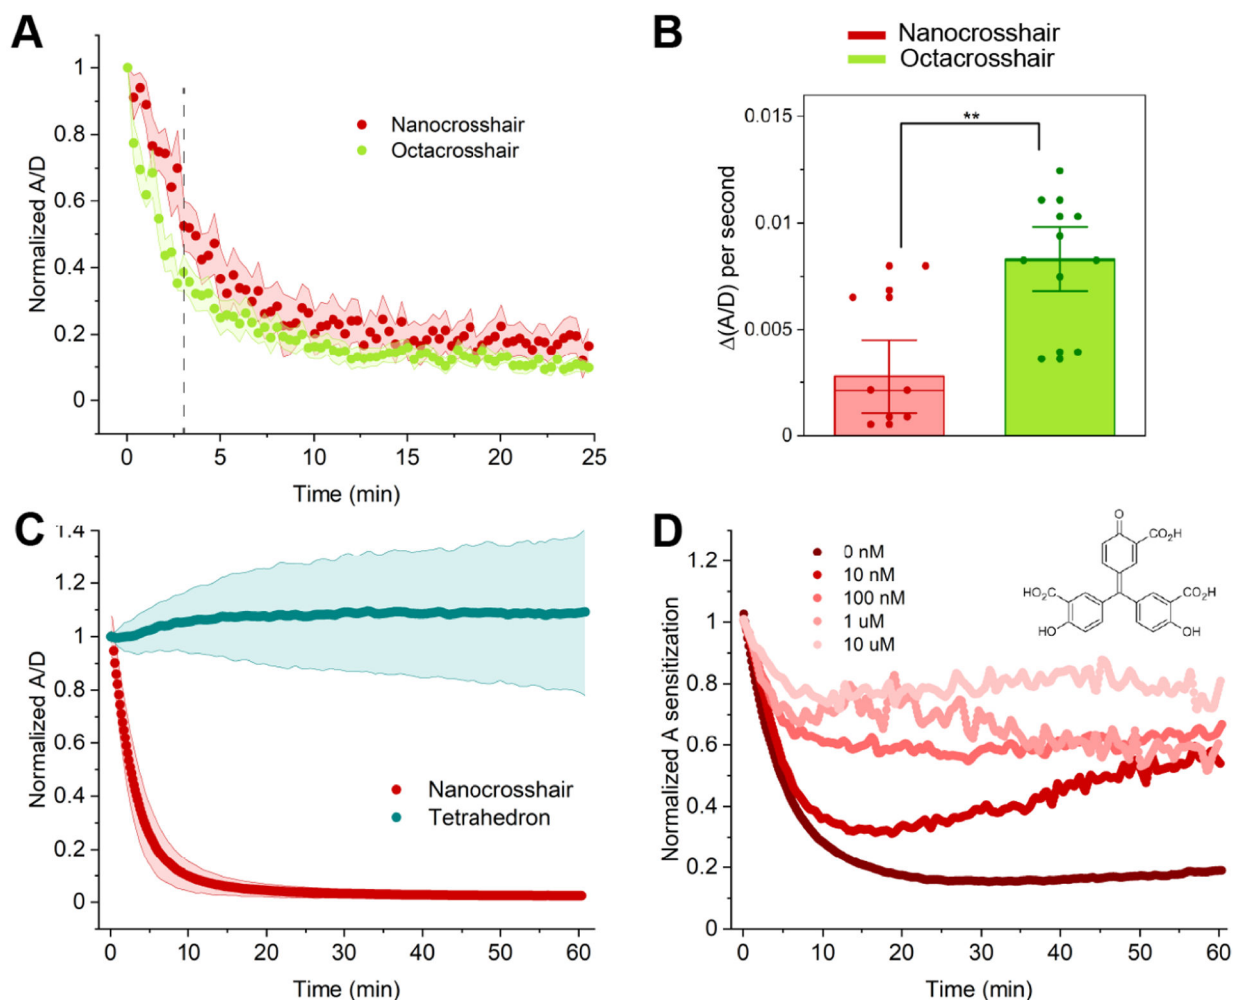 A
Normalized A/D
1
0.8
0.6
0.4
0.2
0
Nanocrosshair
Octacrosshair
0 5 10 15 20 25
Time (min)
B
Nanocrosshair
Octacrosshair
Δ(A/D) per second
0.015
0.01
0.005
0
**
C
Normalized A/D
1.4
1.2
1
0.8
0.6
0.4
0.2
0
Nanocrosshair
Tetrahedron
0 10 20 30 40 50 60
Time (min)
D
Normalized A sensitization
1.2
1
0.8
0.6
0.4
0.2
0
0 nM
10 nM
100 nM
1 uM
10 uM
O
CO₂H
HO₂C
CO₂H
HO
OH
0 10 20 30 40 50 60
Time (min)